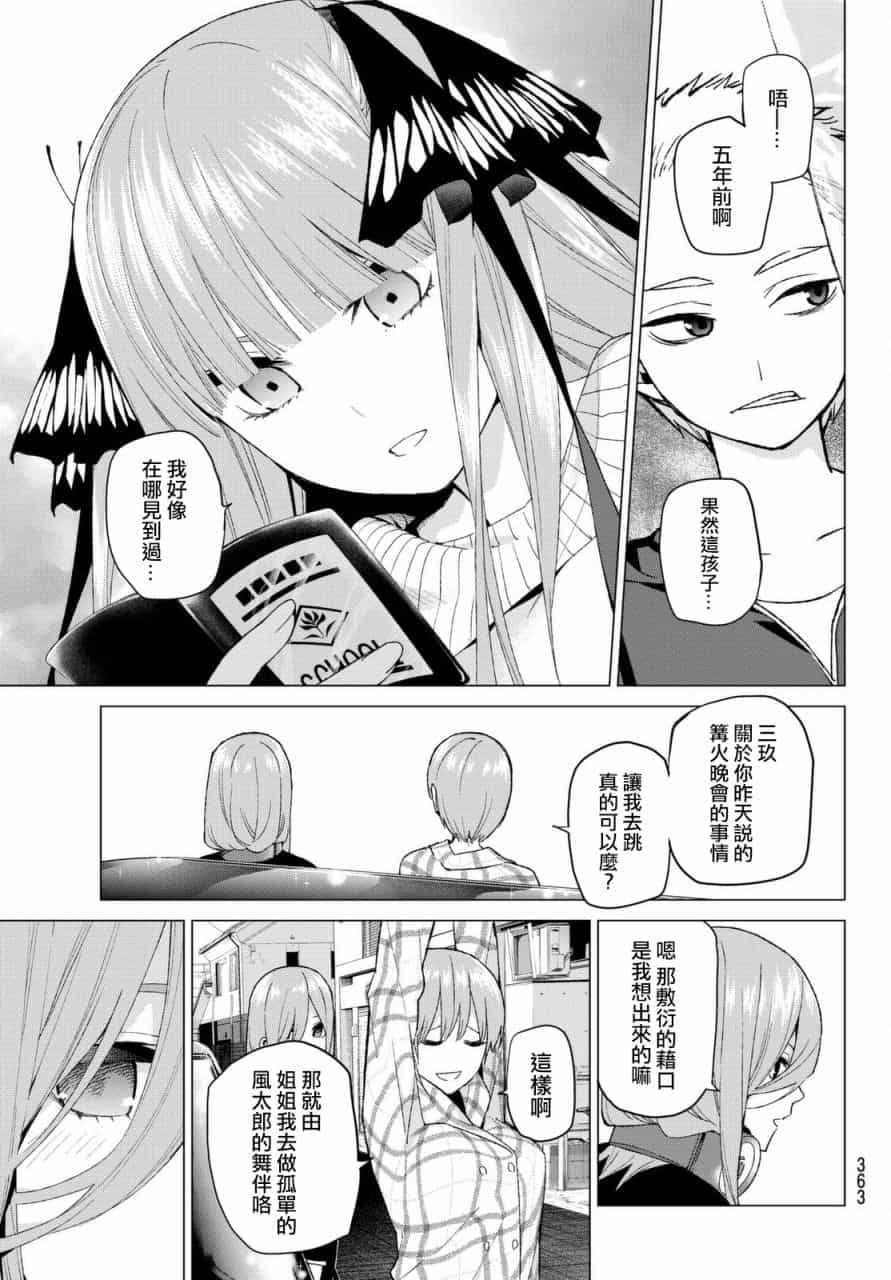 唔─…
五年前啊
果然這孩子…
我好像
在哪見到過…
SCHOOL
三玖
關於你昨天說的
篝火晚會的事情
讓我去跳
真的可以麼？
嗯 那敷衍的藉口
是我想出來的嘛
這樣啊
那就由
姐姐我去做孤單的
風太郎的舞伴咯
363